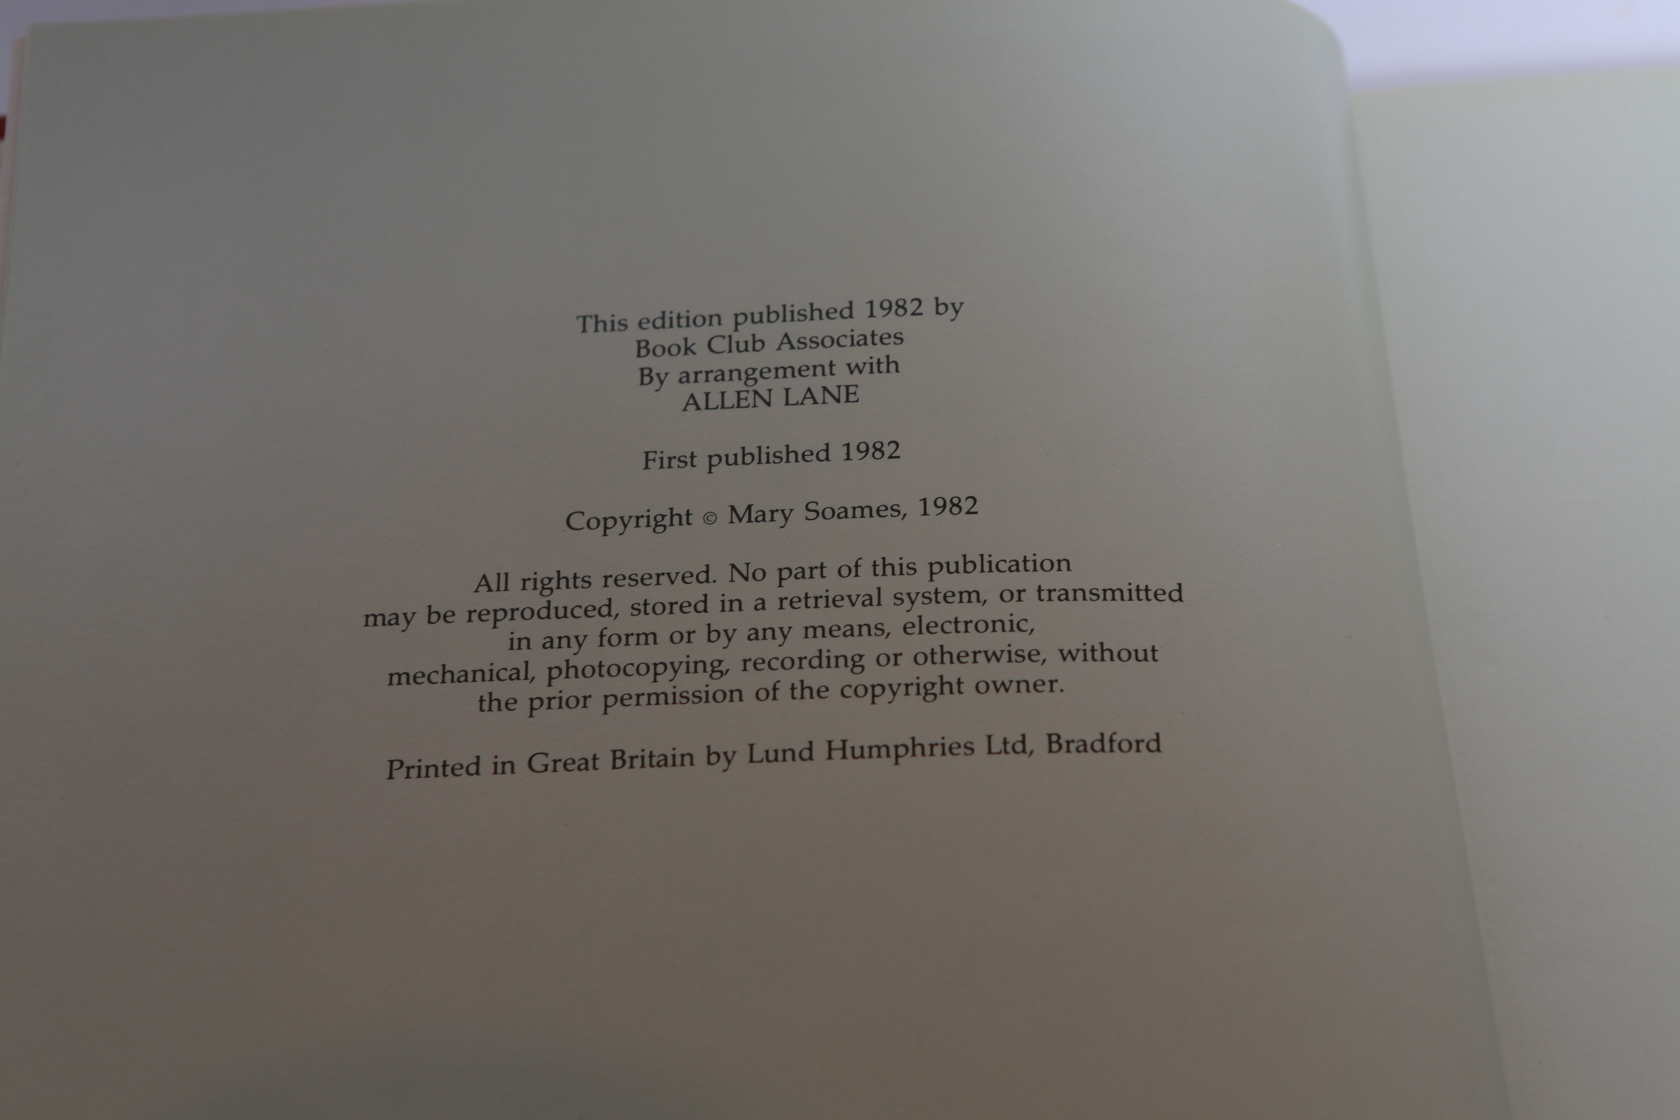 This edition published 1982 by
Book Club Associates
By arrangement with
ALLEN LANE
First published 1982
Copyright © Mary Soames, 1982
All rights reserved. No part of this publication
may be reproduced, stored in a retrieval system, or transmitted
in any form or by any means, electronic,
mechanical, photocopying, recording or otherwise, without
the prior permission of the copyright owner.
Printed in Great Britain by Lund Humphries Ltd, Bradford